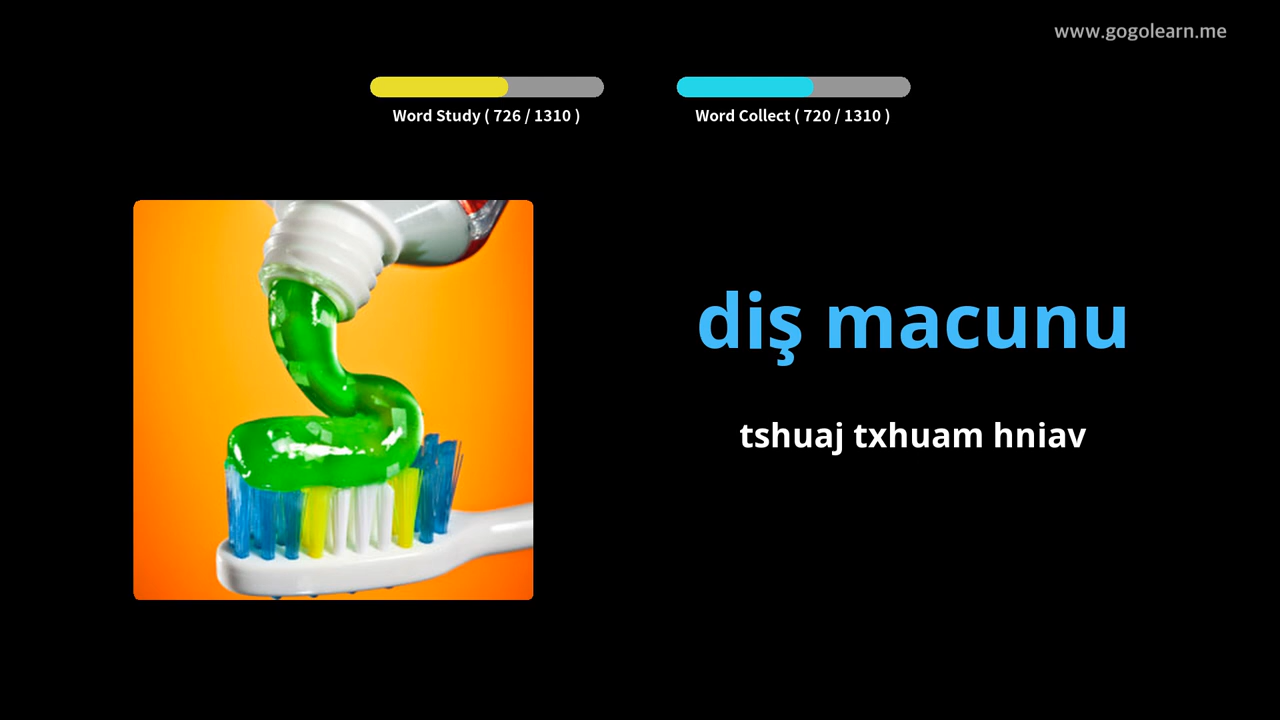 www.gogolearn.me
Word Study ( 726 / 1310 )
Word Collect ( 720 / 1310 )
diş macunu
tshuaj txhuam hniav